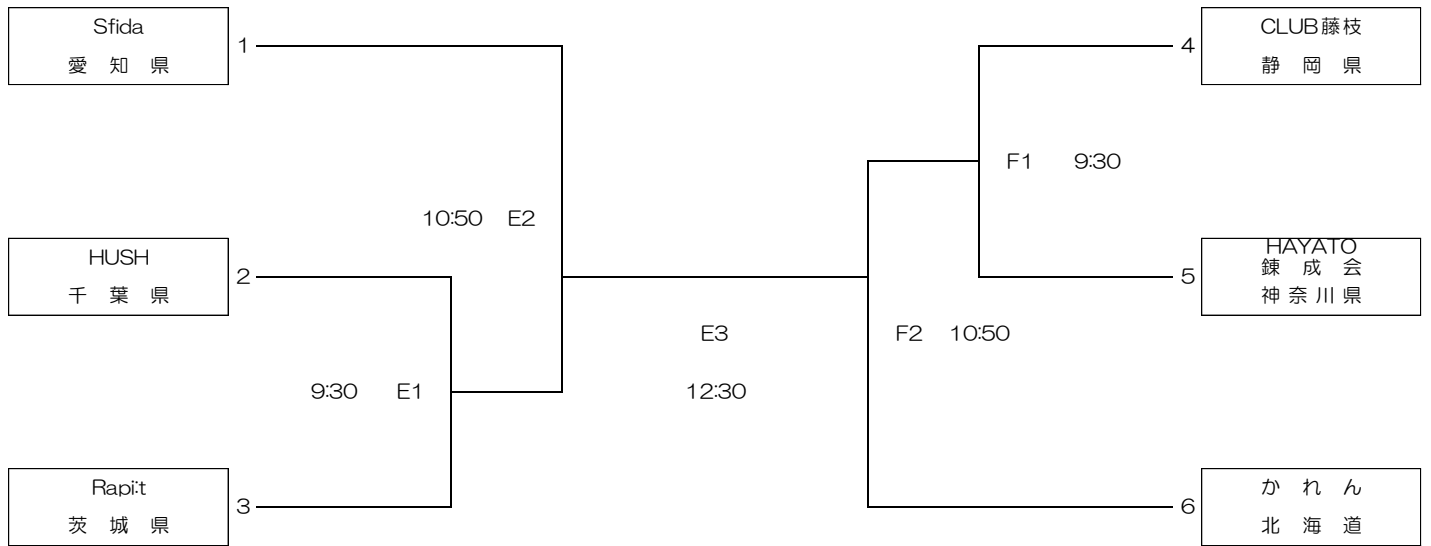 Sfida
愛 知 県
1
4
CLUB藤枝
静 岡 県
F1 9:30
10:50 E2
HUSH
千 葉 県
2
5
HAYATO
錬 成 会
神奈川県
E3
F2 10:50
9:30 E1
12:30
Rapi:t
茨 城 県
3
6
か れ ん
北 海 道